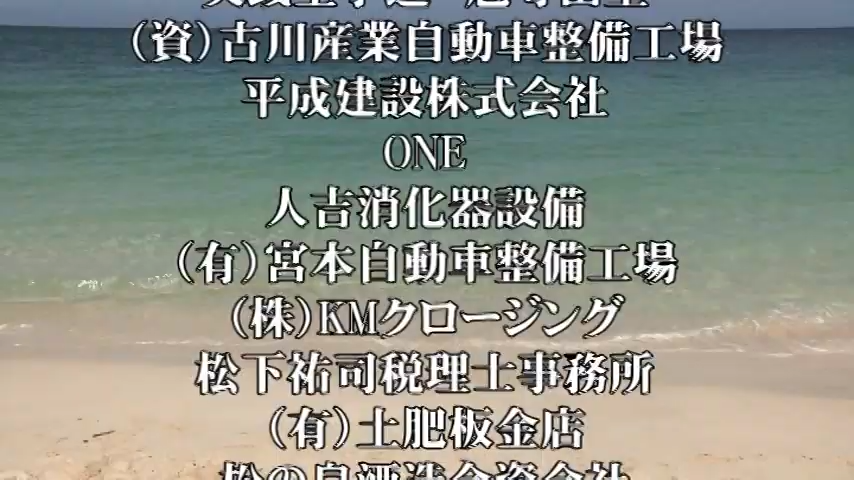 (資)古川産業自動車整備工場
平成建設株式会社
ONE
人吉消化器設備
(有)宮本自動車整備工場
(株)KMクロージング
松下祐司税理士事務所
(有)土肥板金店